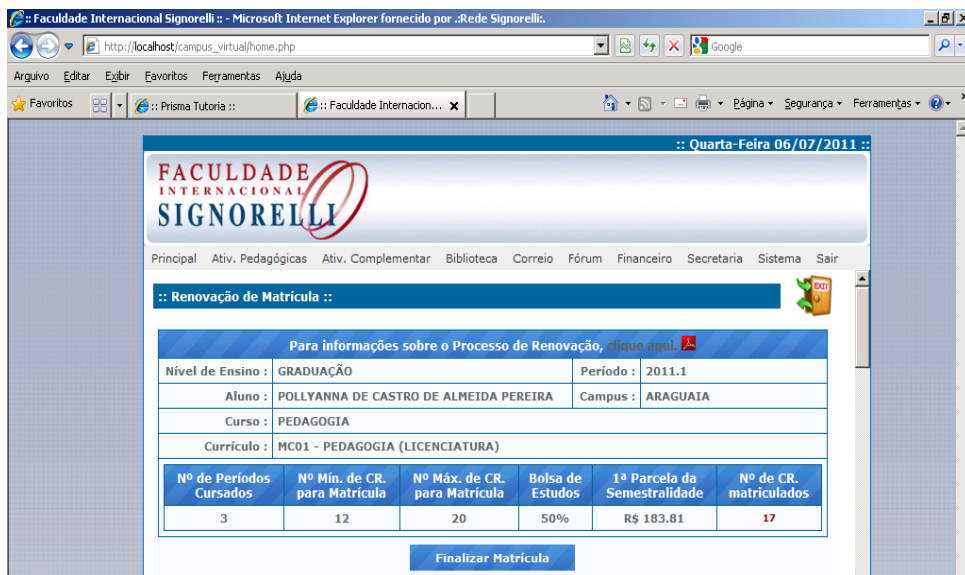 :: Faculdade Internacional Signorelli :: - Microsoft Internet Explorer fornecido por .:Rede Signorelli:.
http://localhost/campus_virtual/home.php
Google
Arquivo Editar Exibir Favoritos Ferramentas Ajuda
Favoritos :: Prisma Tutoria :: :: Faculdade Internacion... Página Segurança Ferramentas
:: Quarta-Feira 06/07/2011 ::
FACULDADE
INTERNACIONAL
SIGNORELLI
Principal Ativ. Pedagógicas Ativ. Complementar Biblioteca Correio Fórum Financeiro Secretaria Sistema Sair
:: Renovação de Matrícula :: EXIT
Para informações sobre o Processo de Renovação, clique aqui.
Nível de Ensino : GRADUAÇÃO Período : 2011.1
Aluno : POLLYANNA DE CASTRO DE ALMEIDA PEREIRA Campus : ARAGUAIA
Curso : PEDAGOGIA
Currículo : MC01 - PEDAGOGIA (LICENCIATURA)
Nº de Períodos Nº Mín. de CR. Nº Máx. de CR. Bolsa de 1ª Parcela da Nº de CR.
Cursados para Matrícula para Matrícula Estudos Semestralidade matriculados
3 12 20 50% R$ 183.81 17
Finalizar Matrícula